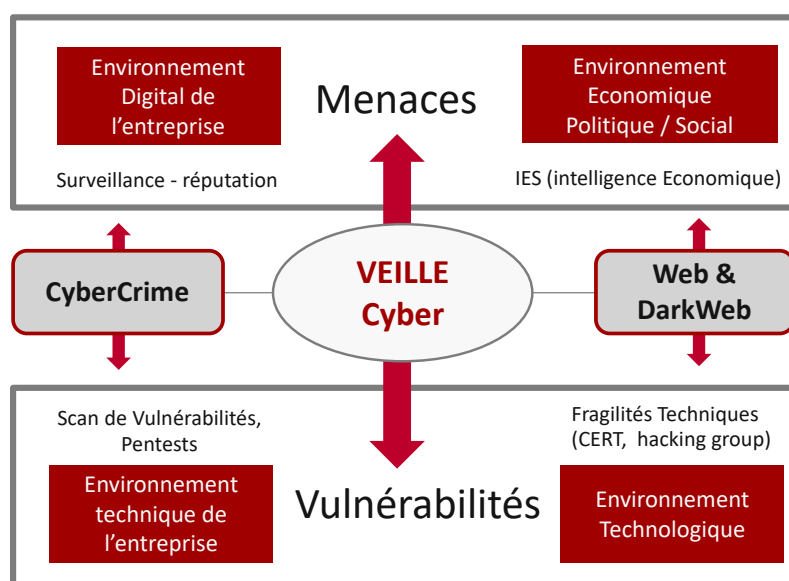 Environnement
Digital de
l'entreprise
Menaces
Environnement
Economique
Politique / Social
Surveillance - réputation
IES (intelligence Economique)
CyberCrime
VEILLE
Cyber
Web &
DarkWeb
Scan de Vulnérabilités,
Pentests
Fragilités Techniques
(CERT,  hacking group)
Environnement
technique de
l'entreprise
Vulnérabilités
Environnement
Technologique